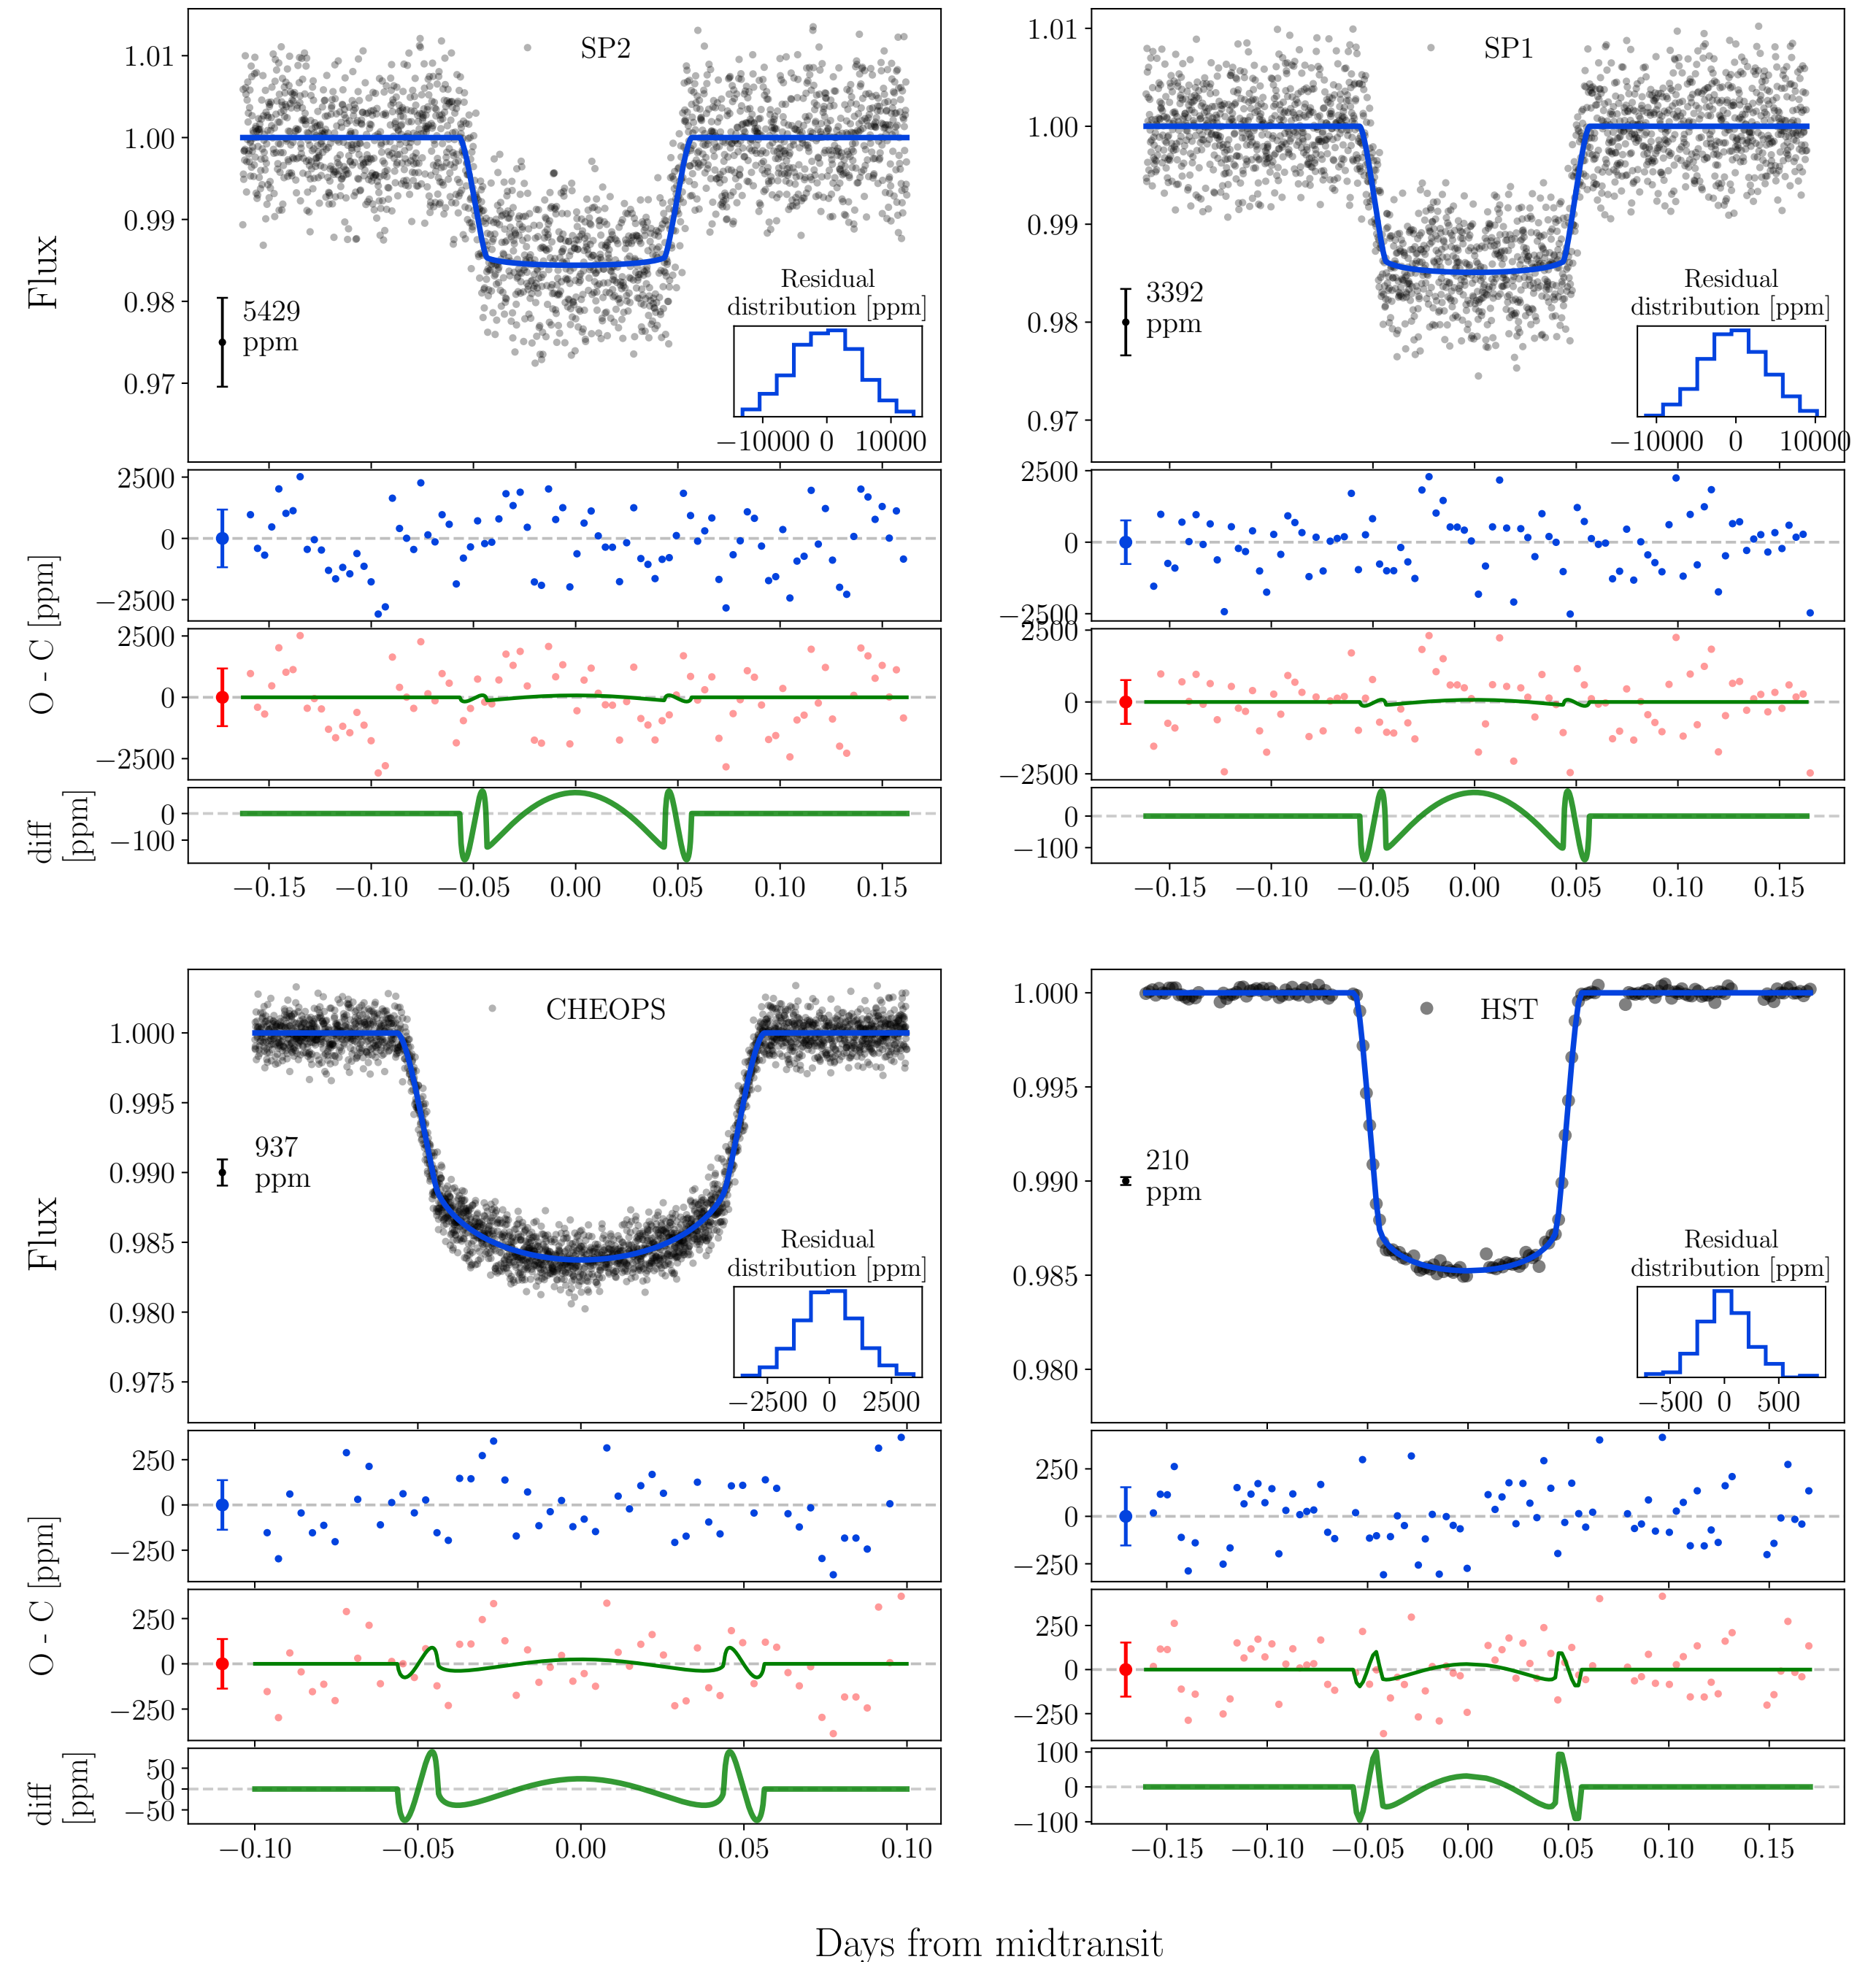 SP2
Flux
1.01
1.00
0.99
0.98
0.97
5429
ppm
Residual
distribution [ppm]
−10000 0 10000
O - C [ppm]
2500
0
−2500
2500
0
−2500
diff
[ppm]
0
−100
−0.15 −0.10 −0.05 0.00 0.05 0.10 0.15
SP1
1.01
1.00
0.99
0.98
0.97
3392
ppm
Residual
distribution [ppm]
−10000 0 10000
2500
0
−2500
2500
0
−2500
0
−100
−0.15 −0.10 −0.05 0.00 0.05 0.10 0.15
CHEOPS
Flux
1.000
0.995
0.990
0.985
0.980
0.975
937
ppm
Residual
distribution [ppm]
−2500 0 2500
O - C [ppm]
250
0
−250
250
0
−250
diff
[ppm]
50
0
−50
−0.10 −0.05 0.00 0.05 0.10
HST
1.000
0.995
0.990
0.985
0.980
210
ppm
Residual
distribution [ppm]
−500 0 500
250
0
−250
250
0
−250
100
0
−100
−0.15 −0.10 −0.05 0.00 0.05 0.10 0.15
Days from midtransit